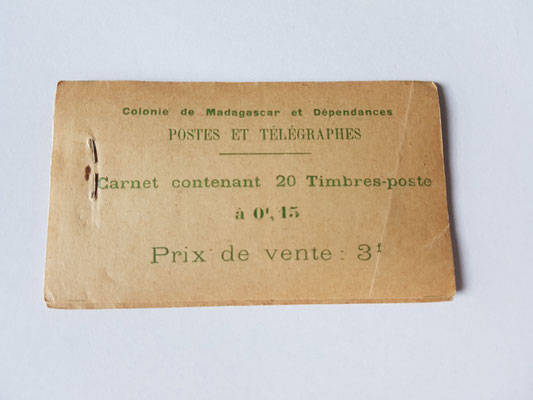 Colonie de Madagascar et Dépendances
POSTES ET TÉLÉGRAPHES
Carnet contenant 20 Timbres-poste
à 0f,15
Prix de vente : 3f